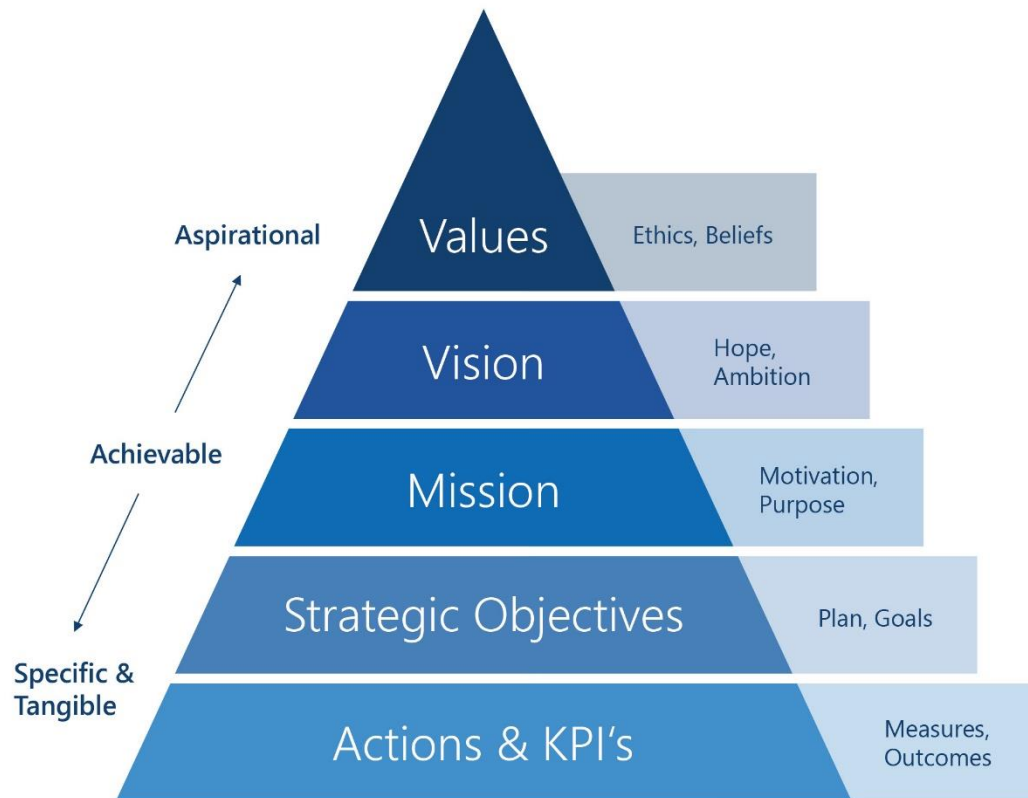 Aspirational
Values
Ethics, Beliefs
Vision
Hope,
Ambition
Achievable
Mission
Motivation,
Purpose
Strategic Objectives
Plan, Goals
Specific &
Tangible
Actions & KPI‘s
Measures,
Outcomes